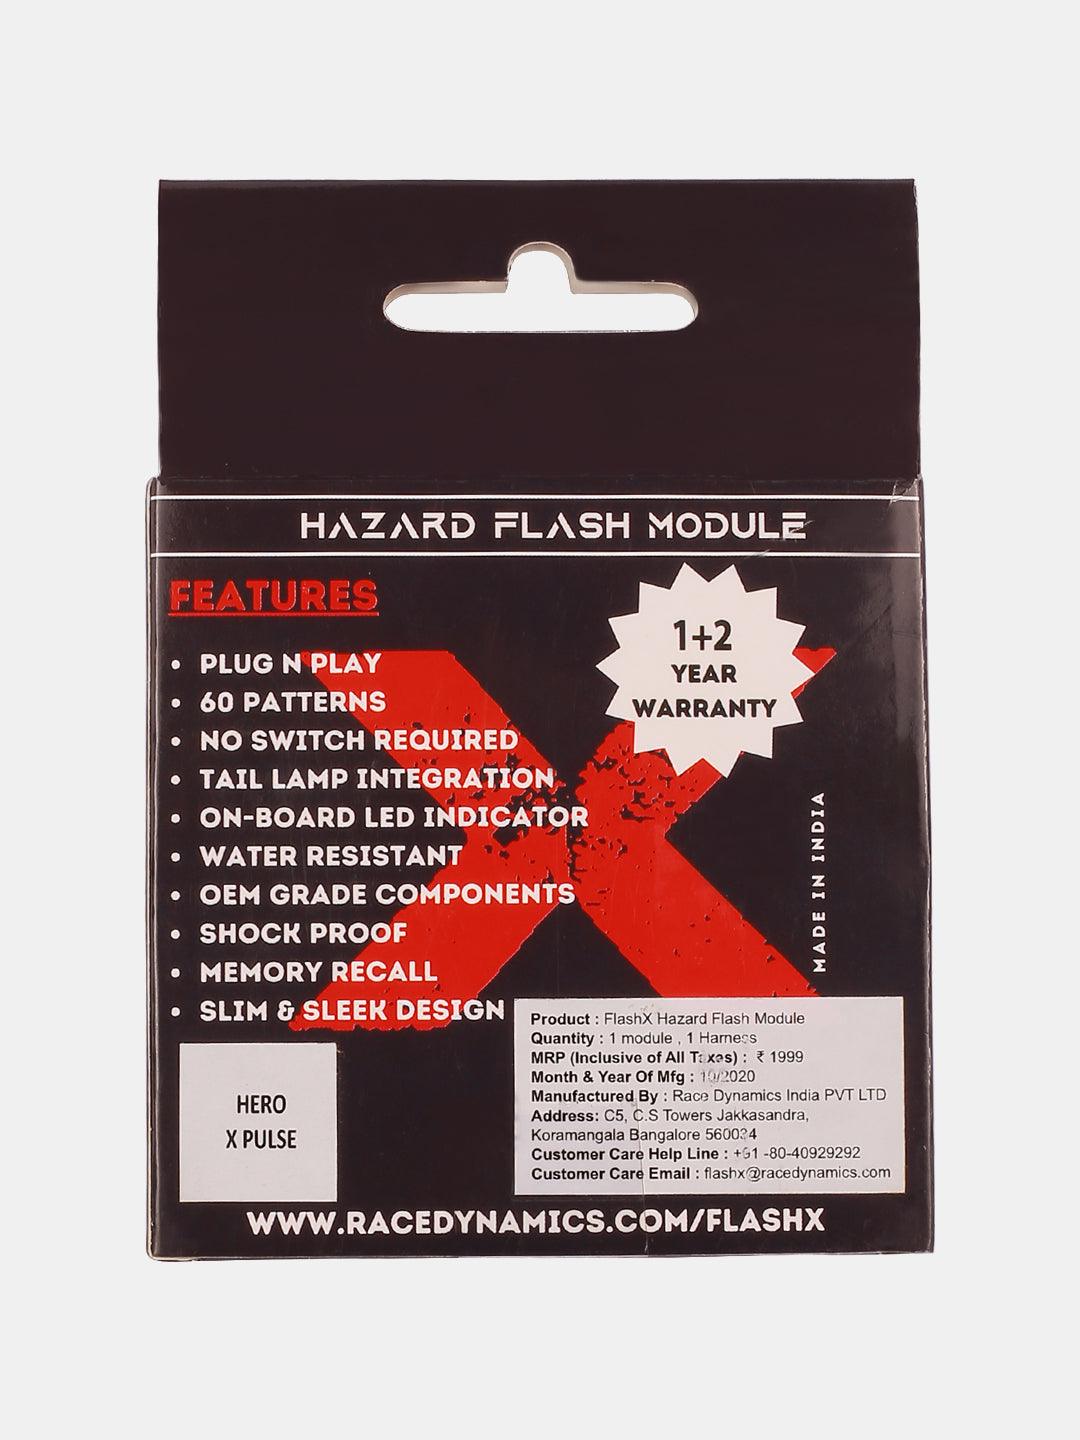 HAZARD FLASH MODULE
FEATURES
• PLUG N PLAY
• 60 PATTERNS
• NO SWITCH REQUIRED
• TAIL LAMP INTEGRATION
• ON-BOARD LED INDICATOR
• WATER RESISTANT
• OEM GRADE COMPONENTS
• SHOCK PROOF
• MEMORY RECALL
• SLIM & SLEEK DESIGN
1+2
YEAR
WARRANTY
MADE IN INDIA
HERO
X PULSE
Product : FlashX Hazard Flash Module
Quantity : 1 module , 1 Harness
MRP (Inclusive of All Taxes) : ₹ 1999
Month & Year Of Mfg : 10/2020
Manufactured By : Race Dynamics India PVT LTD
Address: C5, C.S Towers Jakkasandra,
Koramangala Bangalore 560034
Customer Care Help Line : +91 -80-40929292
Customer Care Email : flashx@racedynamics.com
WWW.RACEDYNAMICS.COM/FLASHX